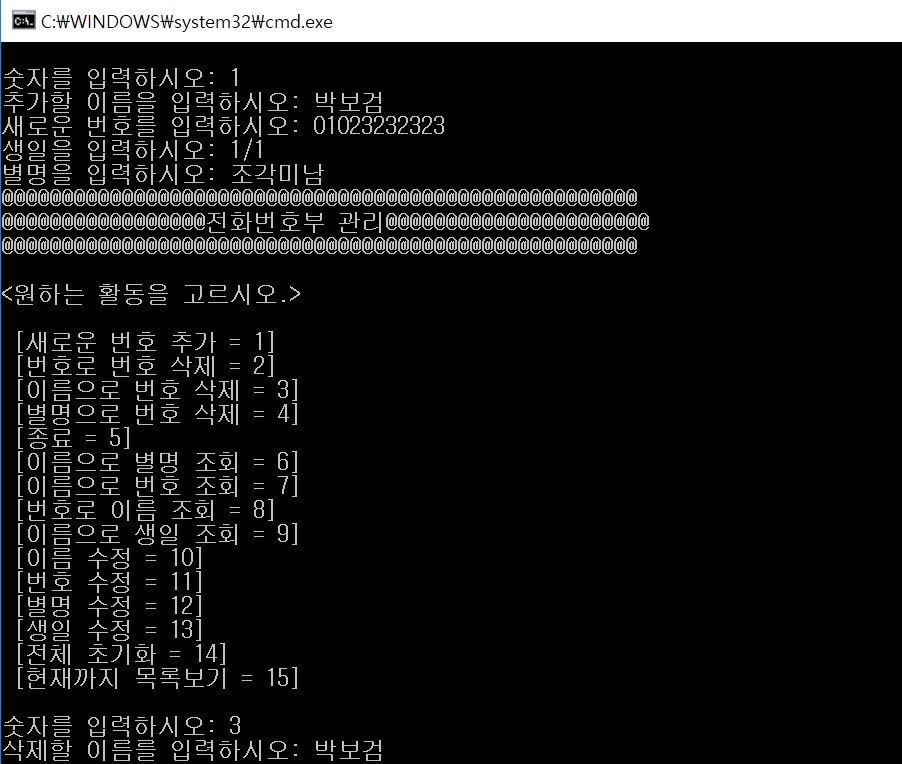 C:₩WINDOWS₩system32₩cmd.exe
숫자를 입력하시오: 1
추가할 이름을 입력하시오: 박보검
새로운 번호를 입력하시오: 01023232323
생일을 입력하시오: 1/1
별명을 입력하시오: 조각미남
@@@@@@@@@@@@@@@@@@@@@@@@@@@@@@@@@@@@@@@@@@@@@@@@@@@@@
@@@@@@@@@@@@@@@@@전화번호부 관리@@@@@@@@@@@@@@@@@@@@@@
@@@@@@@@@@@@@@@@@@@@@@@@@@@@@@@@@@@@@@@@@@@@@@@@@@@@@
<원하는 활동을 고르시오.>
[새로운 번호 추가 = 1]
[번호로 번호 삭제 = 2]
[이름으로 번호 삭제 = 3]
[별명으로 번호 삭제 = 4]
[종료 = 5]
[이름으로 별명 조회 = 6]
[이름으로 번호 조회 = 7]
[번호로 이름 조회 = 8]
[이름으로 생일 조회 = 9]
[이름 수정 = 10]
[번호 수정 = 11]
[별명 수정 = 12]
[생일 수정 = 13]
[전체 초기화 = 14]
[현재까지 목록보기 = 15]
숫자를 입력하시오: 3
삭제할 이름을 입력하시오: 박보검